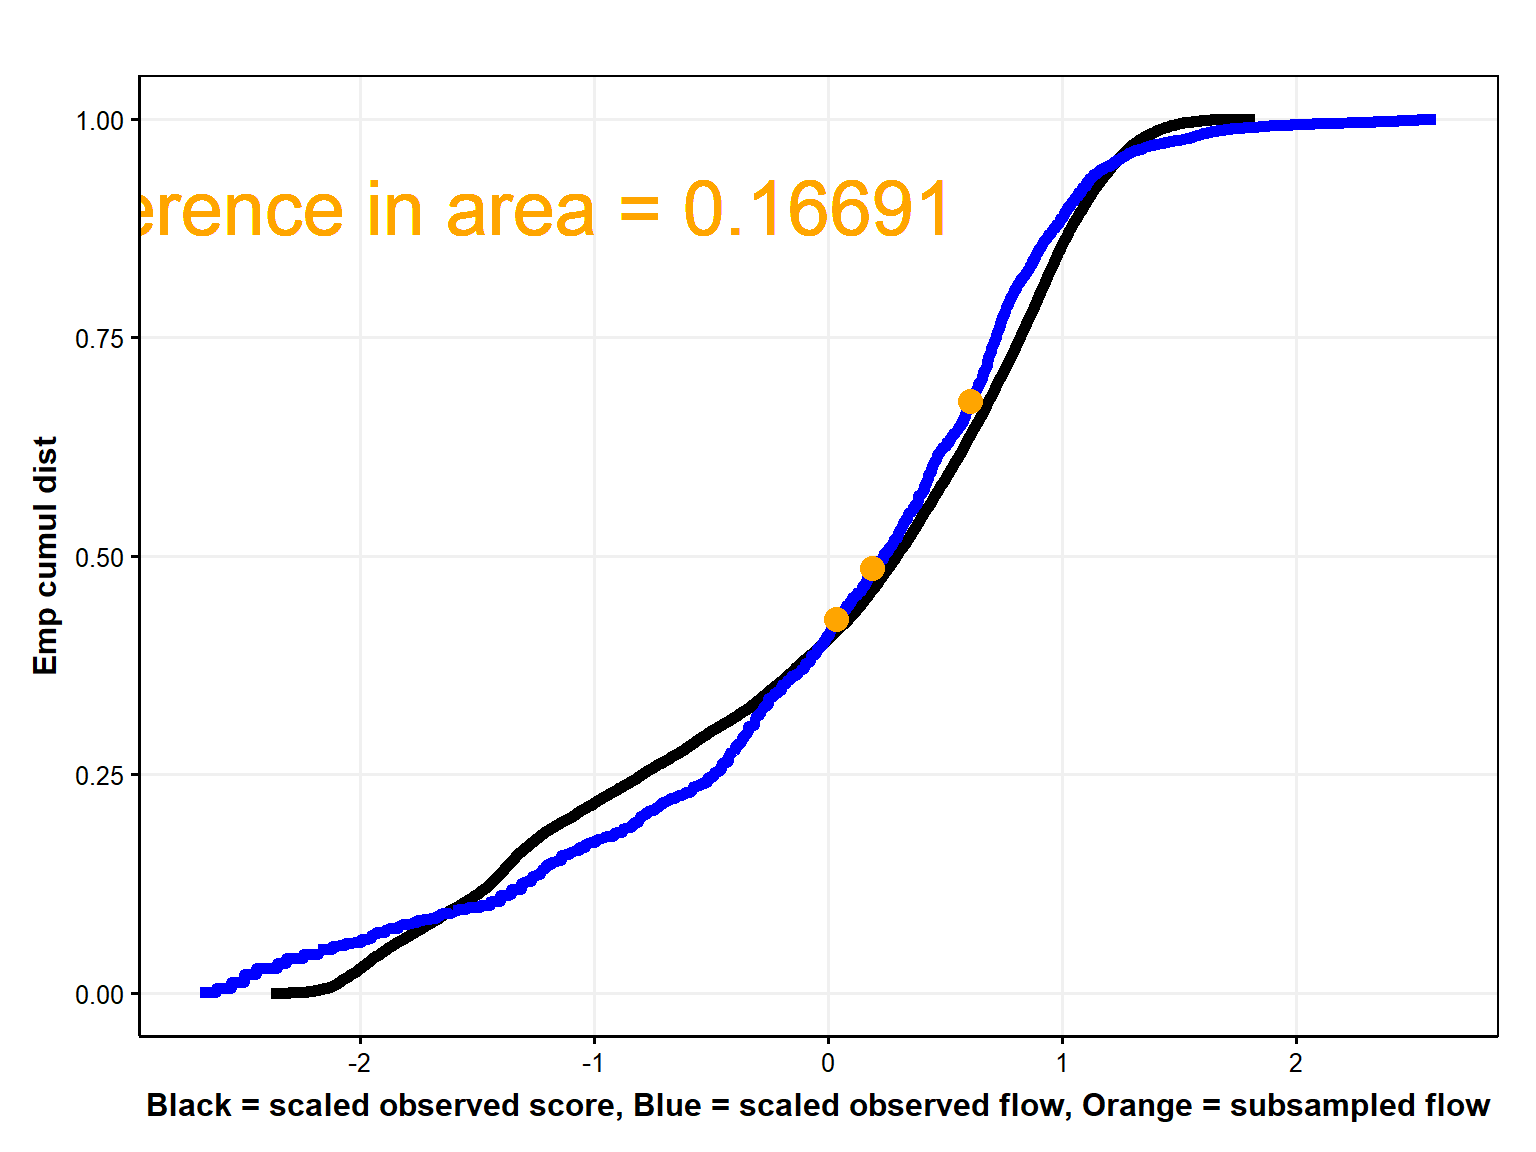 1.00
erence in area = 0.16691
0.75
0.50
0.25
0.00
Emp cumul dist
-2 -1 0 1 2
Black = scaled observed score, Blue = scaled observed flow, Orange = subsampled flow